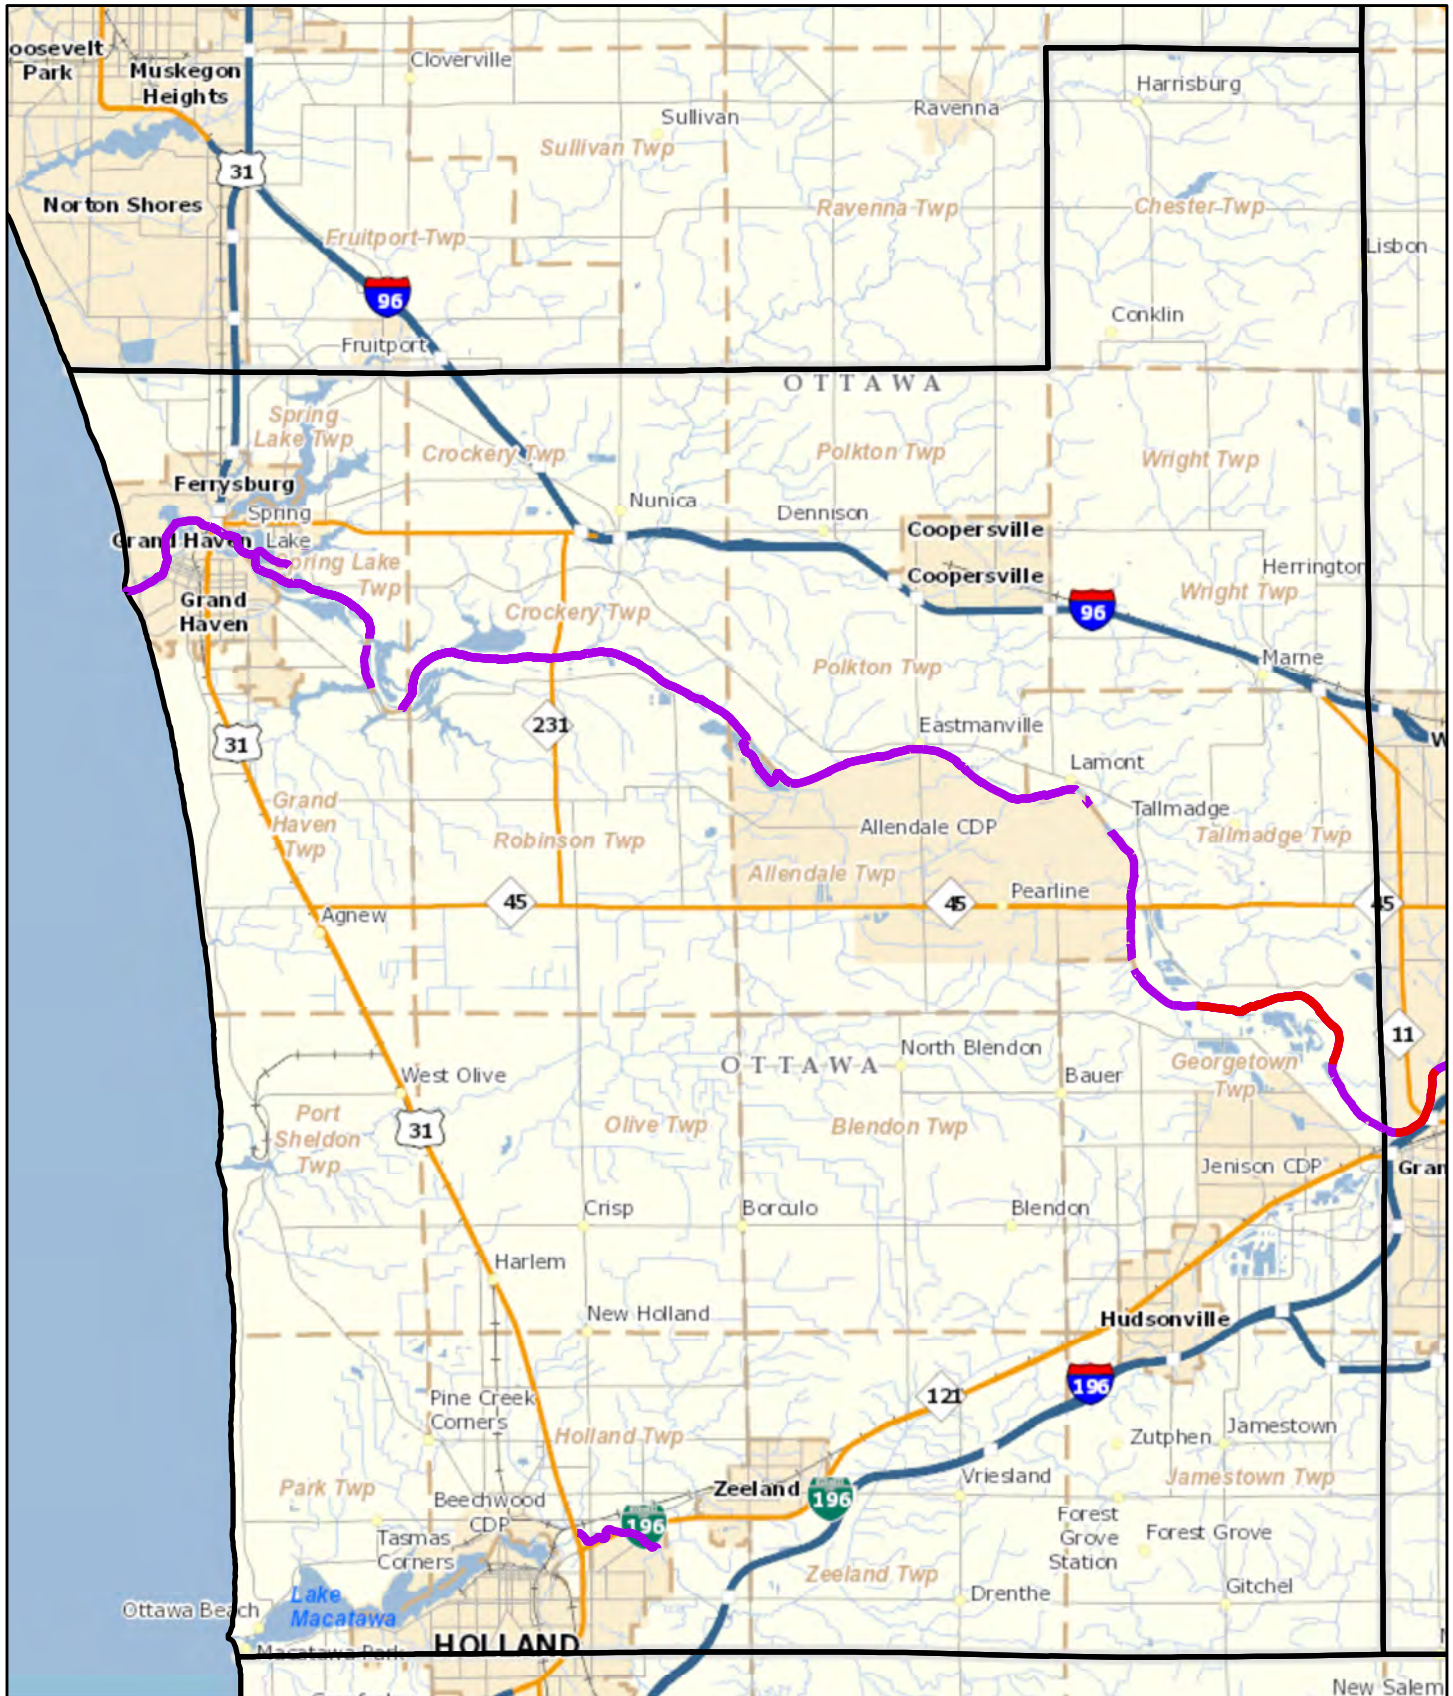 oosevelt
Park
Muskegon
Heights
Cloverville
Sullivan
Ravenna
Harrisburg
Sullivan Twp
31
Norton Shores
Ravenna Twp
Chester Twp
Fruitport Twp
Lisbon
96
Conklin
Fruitport
OTTAWA
Spring
Lake Twp
Crockery Twp
Polkton Twp
Wright Twp
Ferrysburg
Nunica
Spring
Dennison
Coopersville
Grand Haven
Lake
Spring Lake
Twp
Coopersville
Herrington
Wright Twp
Grand
Haven
Crockery Twp
96
Polkton Twp
Marne
231
Eastmanville
31
W
Lamont
Grand
Haven
Twp
Tallmadge
Robinson Twp
Allendale CDP
Tallmadge Twp
Allendale Twp
45
45
Pearline
45
Agnew
11
North Blendon
OTTAWA
Georgetown
Twp
West Olive
Bauer
Port
Sheldon
Twp
31
Olive Twp
Blendon Twp
Jenison CDP
Gran
Crisp
Borculo
Blendon
Harlem
New Holland
Hudsonville
196
121
Pine Creek
Corners
Holland Twp
Zutphen
Jamestown
Park Twp
Zeeland
196
Vriesland
Jamestown Twp
Beechwood
CDP
196
Forest
Grove
Station
Forest Grove
Tasmas
Corners
Zeeland Twp
Drenthe
Gitchel
Lake
Macatawa
Ottawa Beach
HOLLAND
Macatawa Park
New Salem